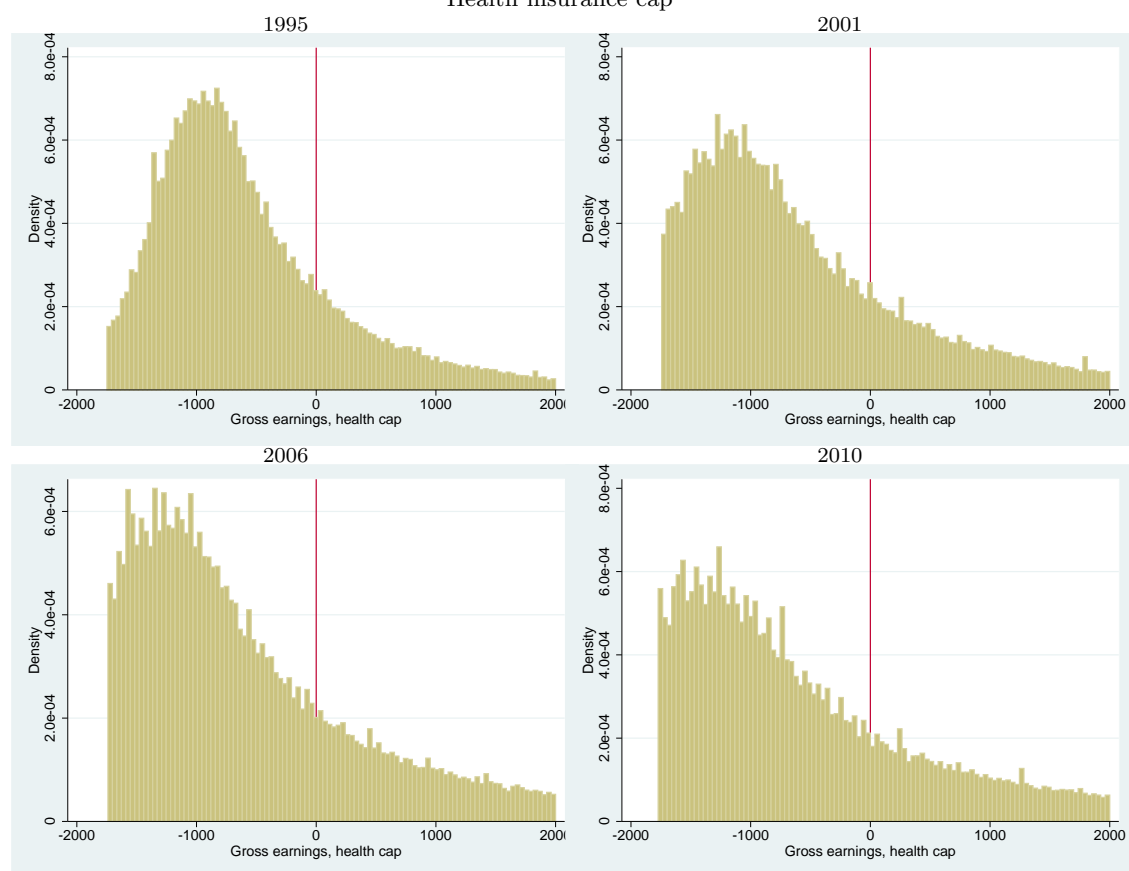 Health insurance cap
1995
2001
Density
0 2.0e-04 4.0e-04 6.0e-04 8.0e-04
-2000 -1000 0 1000 200
Gross earnings, health cap
Density
0 2.0e-04 4.0e-04 6.0e-04 8.0e-04
-2000 -1000 0 1000 2000
Gross earnings, health cap
2006
2010
Density
0 2.0e-04 4.0e-04 6.0e-04
-2000 -1000 0 1000 200
Gross earnings, health cap
Density
0 2.0e-04 4.0e-04 6.0e-04 8.0e-04
-2000 -1000 0 1000 2000
Gross earnings, health cap